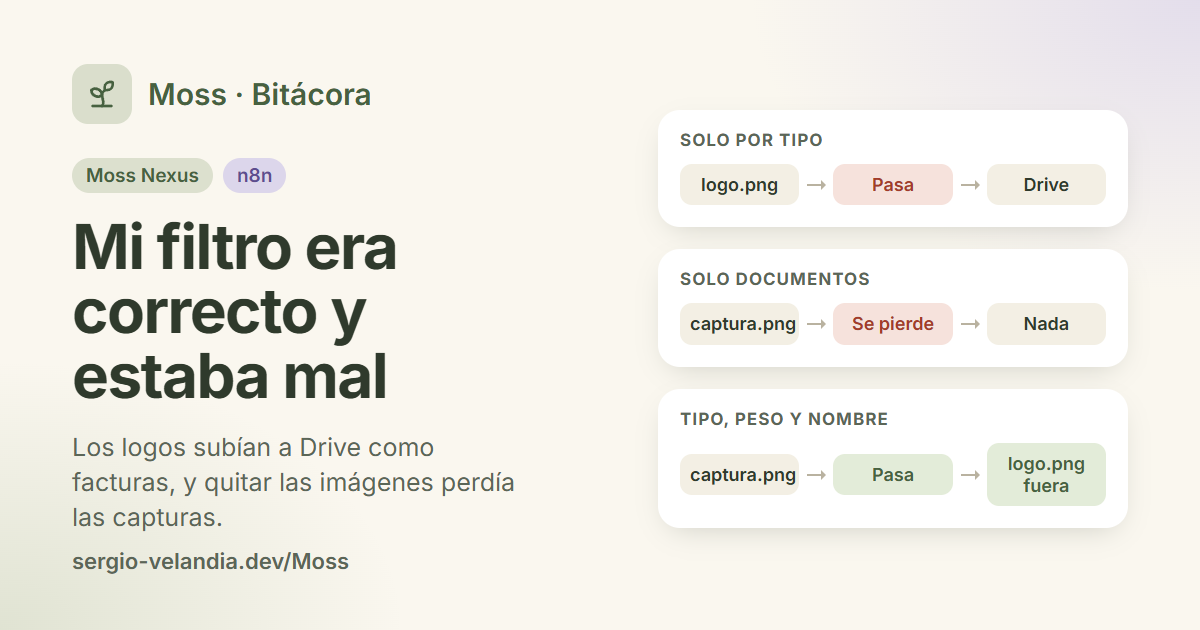 Moss · Bitácora
Moss Nexus
n8n
Mi filtro era
correcto y
estaba mal
Los logos subían a Drive como
facturas, y quitar las imágenes perdía
las capturas.
sergio-velandia.dev/Moss
SOLO POR TIPO
logo.png → Pasa → Drive
SOLO DOCUMENTOS
captura.png → Se pierde → Nada
TIPO, PESO Y NOMBRE
captura.png → Pasa → logo.png
fuera